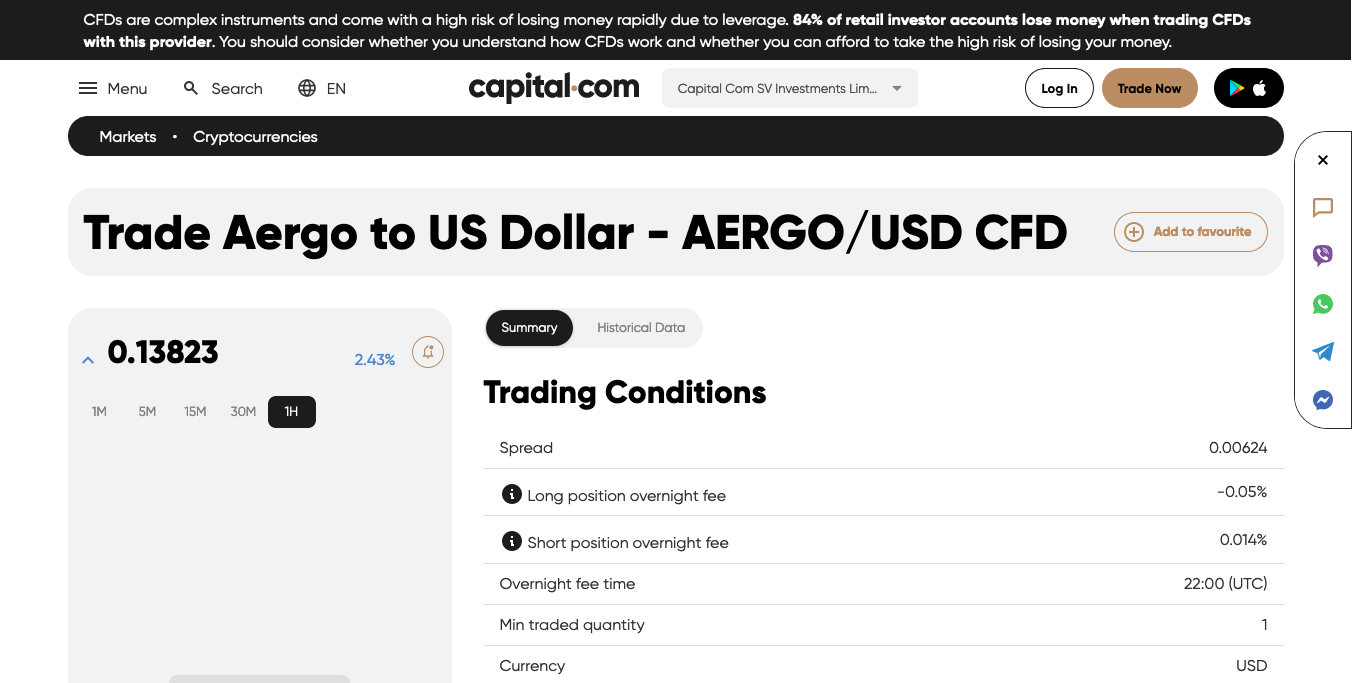 CFDs are complex instruments and come with a high risk of losing money rapidly due to leverage. 84% of retail investor accounts lose money when trading CFDs
with this provider. You should consider whether you understand how CFDs work and whether you can afford to take the high risk of losing your money.
Menu Search EN capital.com Capital Com SV Investments Lim... Log In Trade Now
Markets • Cryptocurrencies
Trade Aergo to US Dollar - AERGO/USD CFD Add to favourite
0.13823 2.43%
1M 5M 15M 30M 1H
Summary Historical Data
Trading Conditions
Spread 0.00624
Long position overnight fee -0.05%
Short position overnight fee 0.014%
Overnight fee time 22:00 (UTC)
Min traded quantity 1
Currency USD